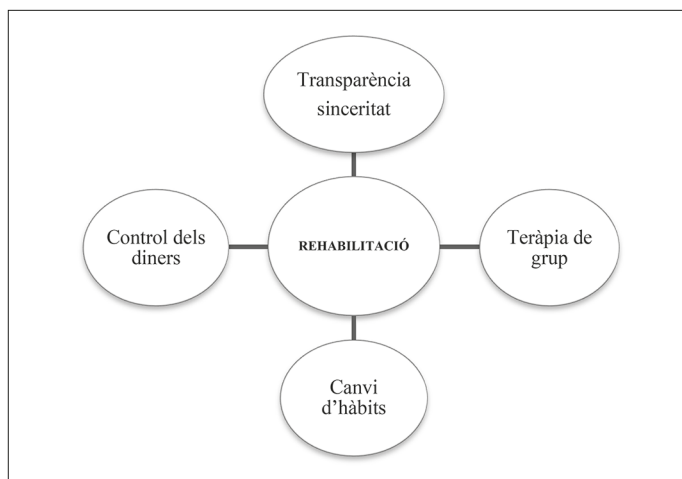 Transparència
sinceritat
Control dels
diners
REHABILITACIÓ
Teràpia de
grup
Canvi
d’hàbits